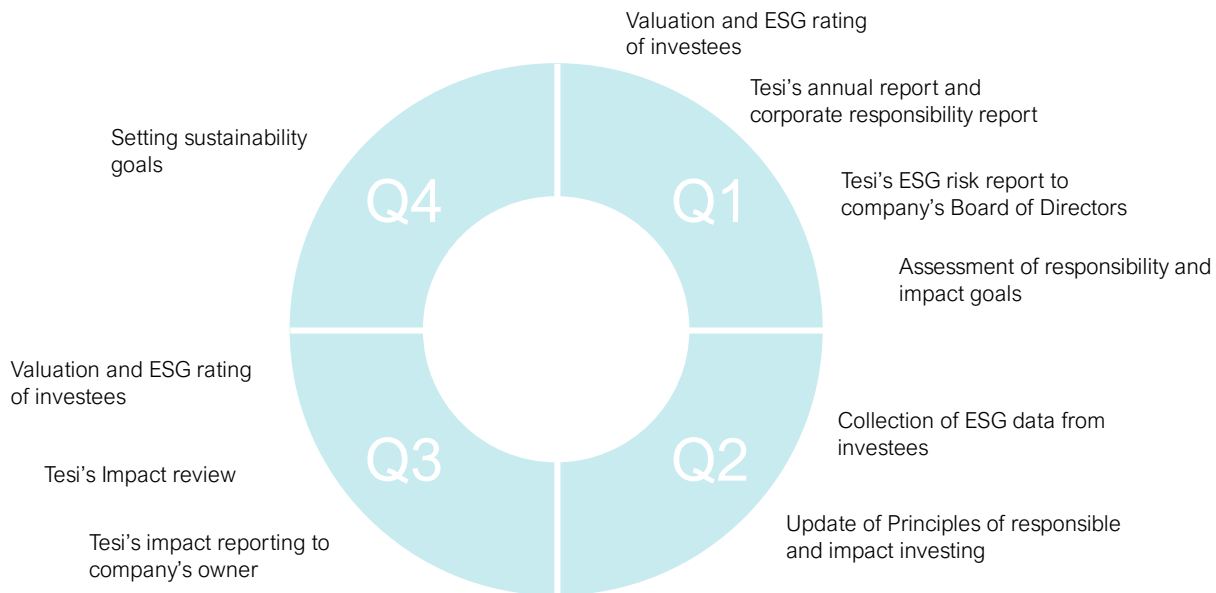 Valuation and ESG rating
of investees
Tesi’s annual report and
corporate responsibility report
Tesi’s ESG risk report to
company’s Board of Directors
Assessment of responsibility and
impact goals
Q1
Collection of ESG data from
investees
Update of Principles of responsible
and impact investing
Q2
Valuation and ESG rating
of investees
Tesi’s Impact review
Tesi’s impact reporting to
company’s owner
Q3
Setting sustainability
goals
Q4